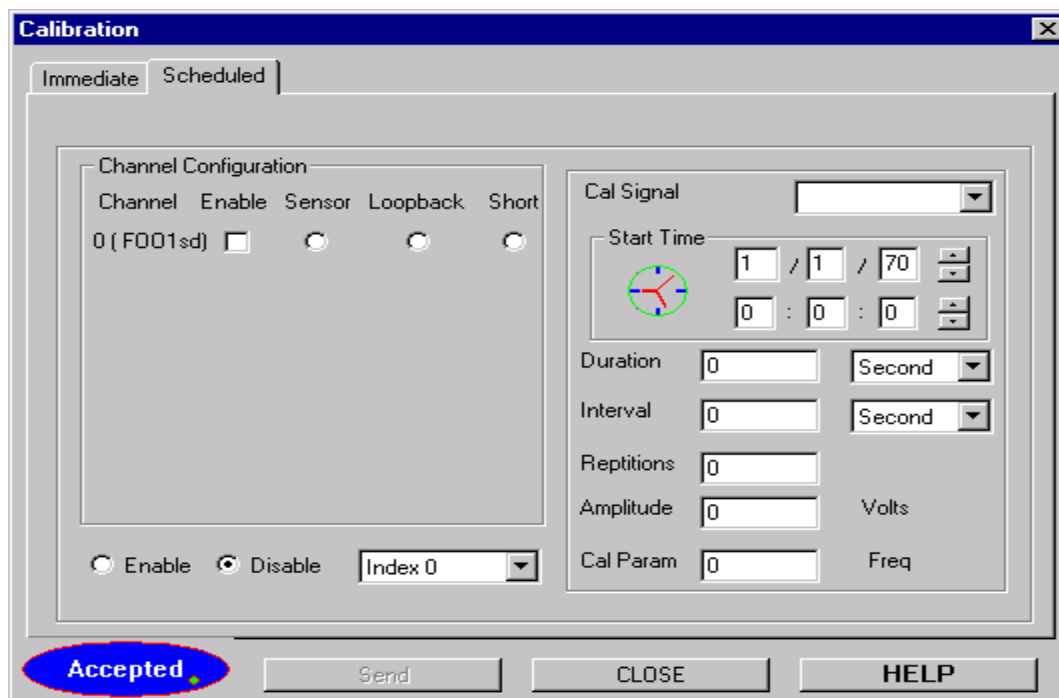 Calibration
Immediate Scheduled
Channel Configuration
Channel Enable Sensor Loopback Short
0 ( FOO1sd)
Enable Disable Index 0
Cal Signal
Start Time
1 / 1 / 70
0 : 0 : 0
Duration 0 Second
Interval 0 Second
Reptitions 0
Amplitude 0 Volts
Cal Param 0 Freq
Accepted Send CLOSE HELP